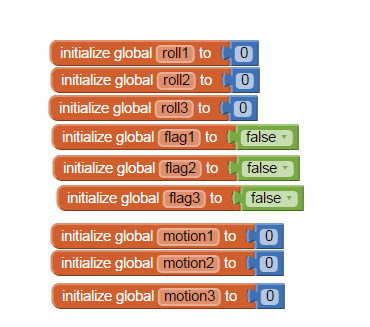 initialize global roll1 to 0
initialize global roll2 to 0
initialize global roll3 to 0
initialize global flag1 to false
initialize global flag2 to false
initialize global flag3 to false
initialize global motion1 to 0
initialize global motion2 to 0
initialize global motion3 to 0